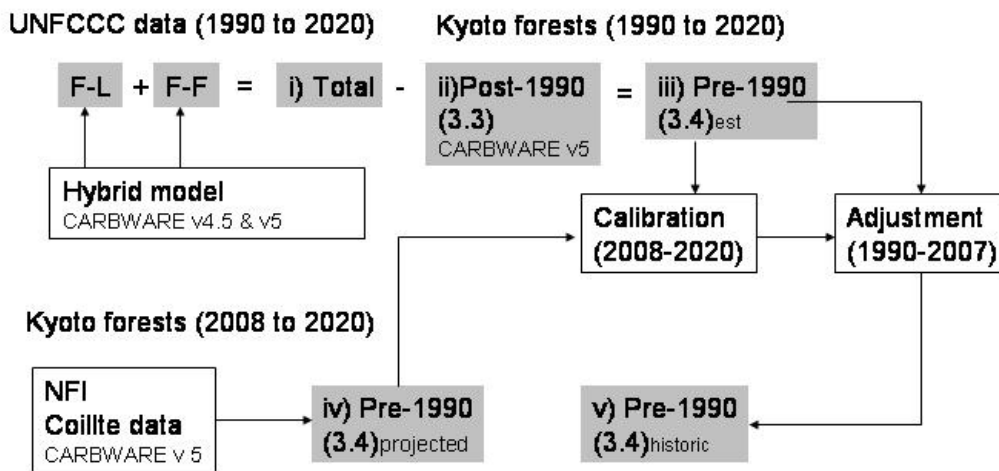 UNFCCC data (1990 to 2020)
Kyoto forests (1990 to 2020)
F-L + F-F = i) Total - ii)Post-1990 = iii) Pre-1990
(3.3)
CARBWARE v5
(3.4)est
Hybrid model
CARBWARE v4.5 & v5
Calibration
(2008-2020)
Adjustment
(1990-2007)
Kyoto forests (2008 to 2020)
NFI
Coillte data
CARBWARE v 5
iv) Pre-1990
(3.4)projected
v) Pre-1990
(3.4)historic